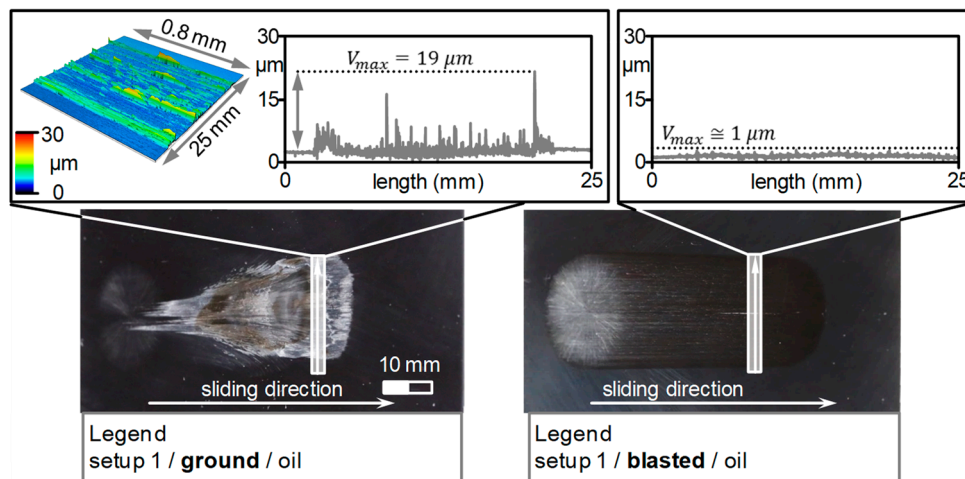 0.8 mm
25 mm
30
µm
0
30
µm
15
0
V_max = 19 µm
0
length (mm)
25
30
µm
15
0
V_max ≅ 1 µm
0
length (mm)
25
10 mm
sliding direction
sliding direction
Legend
setup 1 / ground / oil
Legend
setup 1 / blasted / oil